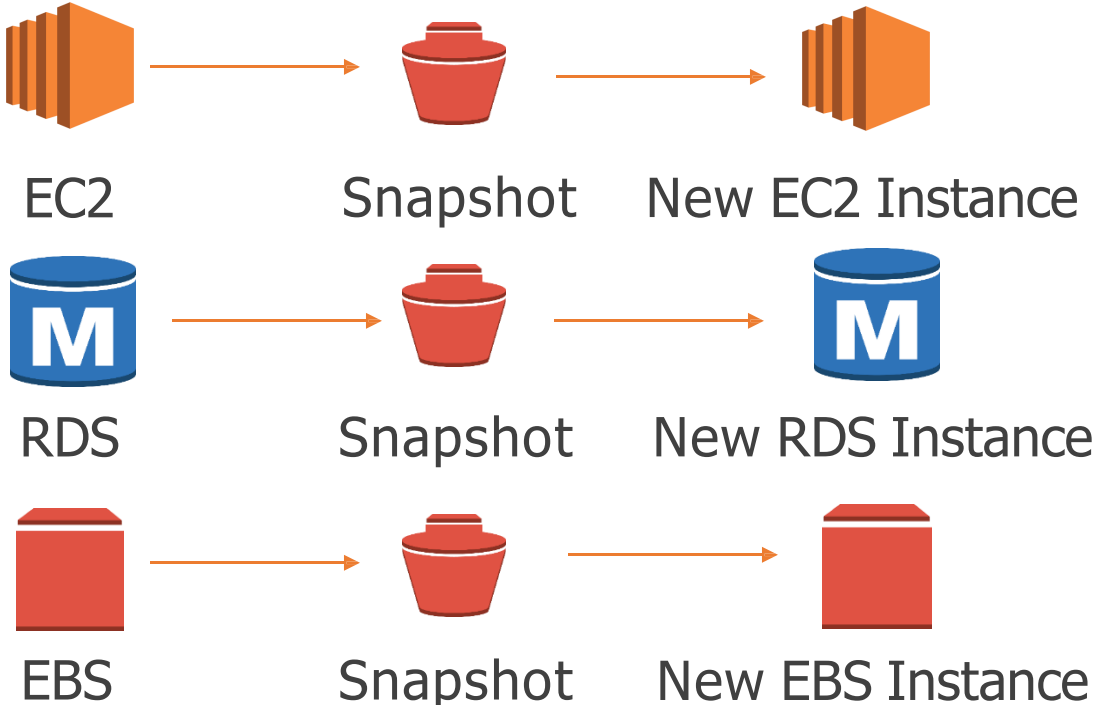 EC2 Snapshot New EC2 Instance
M M
RDS Snapshot New RDS Instance
EBS Snapshot New EBS Instance